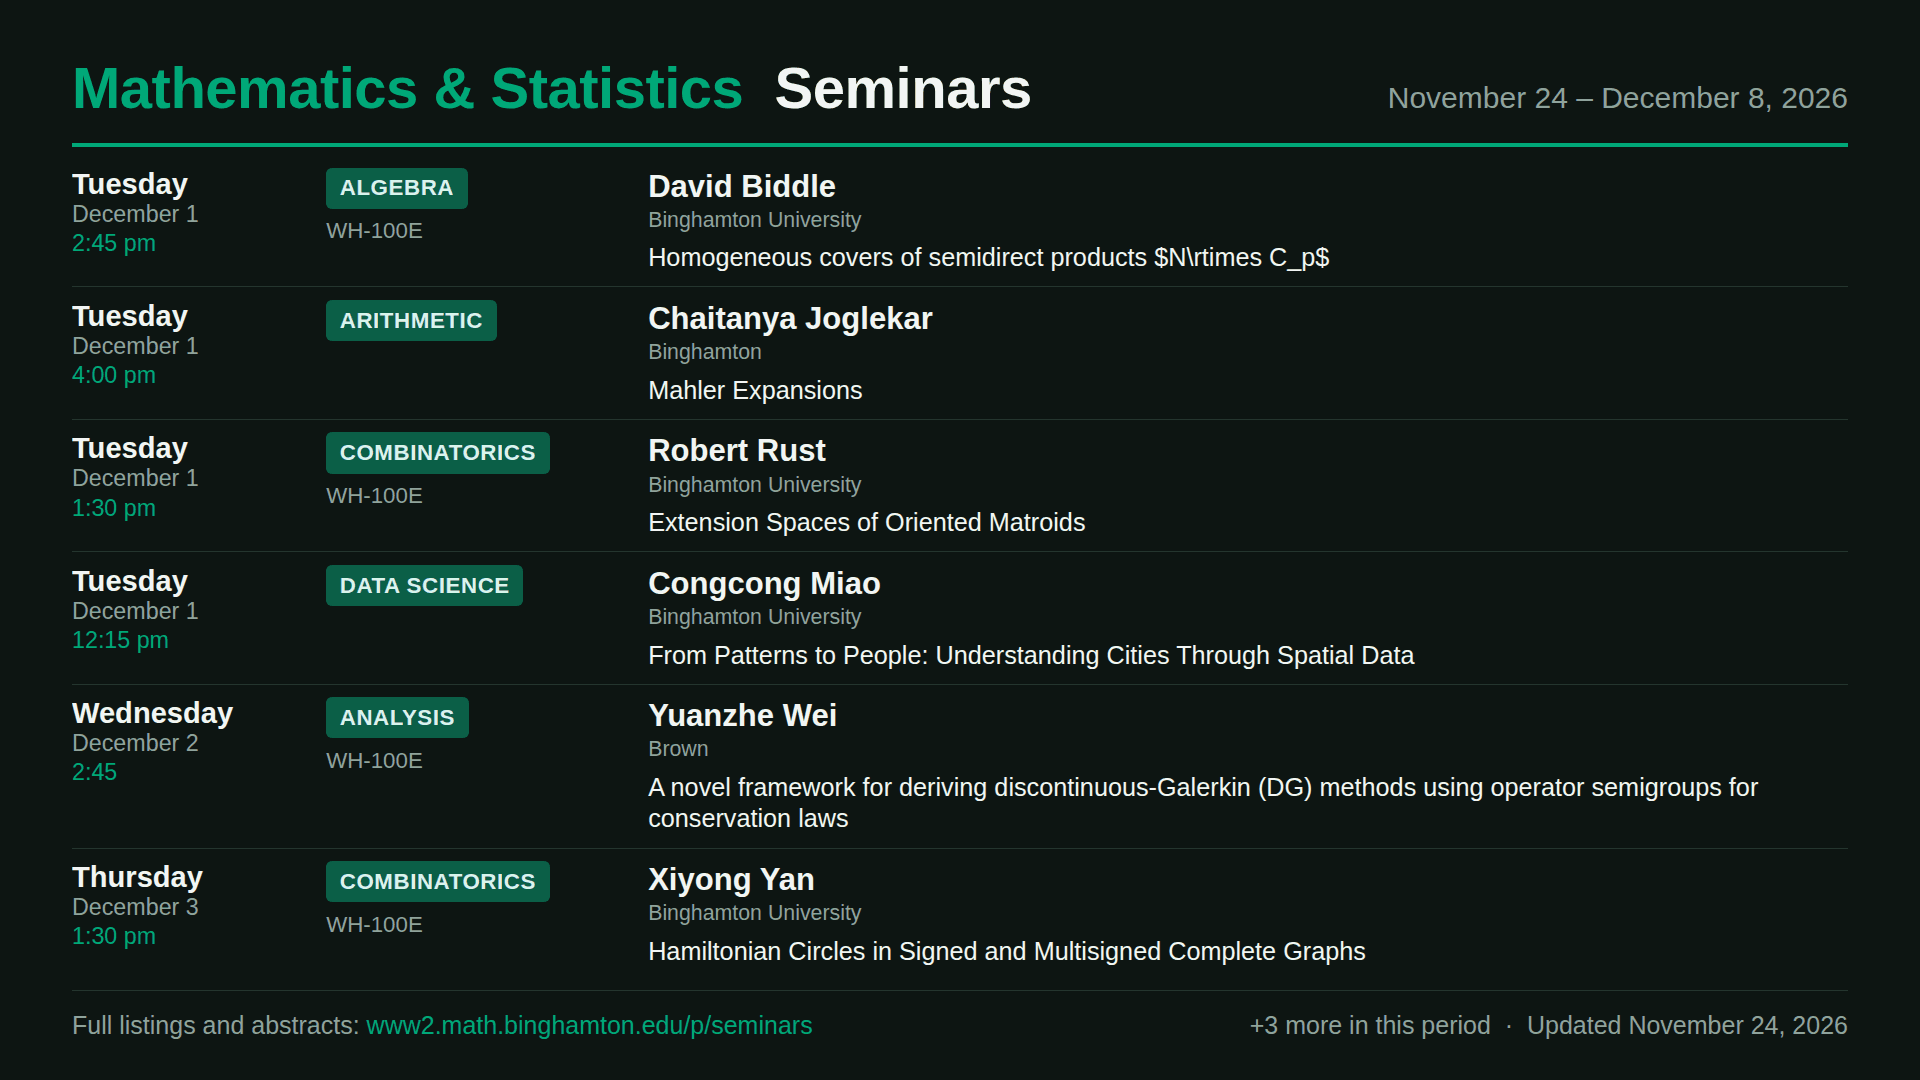 Mathematics & Statistics Seminars
November 24 – December 8, 2026
Tuesday
December 1
2:45 pm
ALGEBRA
WH-100E
David Biddle
Binghamton University
Homogeneous covers of semidirect products $N\rtimes C_p$
Tuesday
December 1
4:00 pm
ARITHMETIC
Chaitanya Joglekar
Binghamton
Mahler Expansions
Tuesday
December 1
1:30 pm
COMBINATORICS
WH-100E
Robert Rust
Binghamton University
Extension Spaces of Oriented Matroids
Tuesday
December 1
12:15 pm
DATA SCIENCE
Congcong Miao
Binghamton University
From Patterns to People: Understanding Cities Through Spatial Data
Wednesday
December 2
2:45
ANALYSIS
WH-100E
Yuanzhe Wei
Brown
A novel framework for deriving discontinuous-Galerkin (DG) methods using operator semigroups for
conservation laws
Thursday
December 3
1:30 pm
COMBINATORICS
WH-100E
Xiyong Yan
Binghamton University
Hamiltonian Circles in Signed and Multisigned Complete Graphs
Full listings and abstracts: www2.math.binghamton.edu/p/seminars
+3 more in this period · Updated November 24, 2026